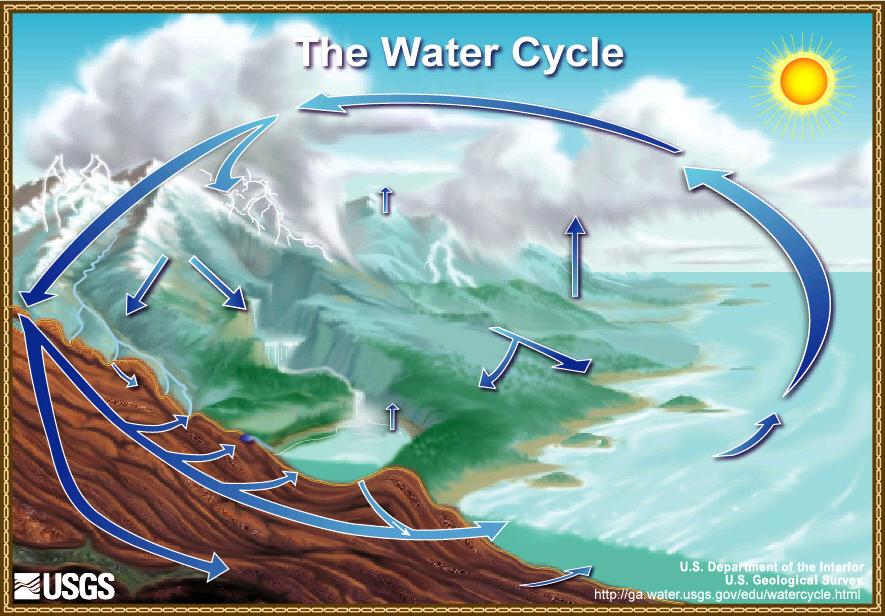 The Water Cycle
U.S. Department of the Interior
U.S. Geological Survey
USGS
http://ga.water.usgs.gov/edu/watercycle.html